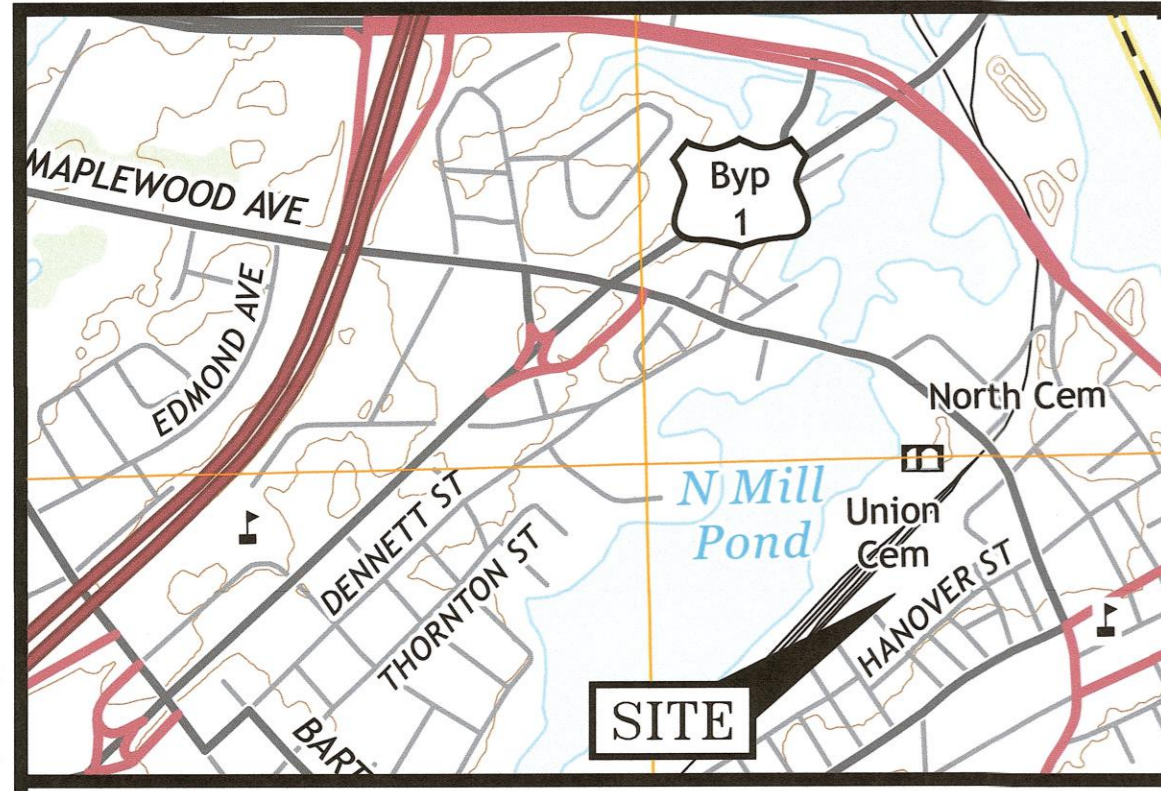 MAPLEWOOD AVE
Byp
1
EDMOND AVE
North Cem
N Mill
Pond
Union
Cem
DENNETT ST
THORNTON ST
HANOVER ST
SITE
BART